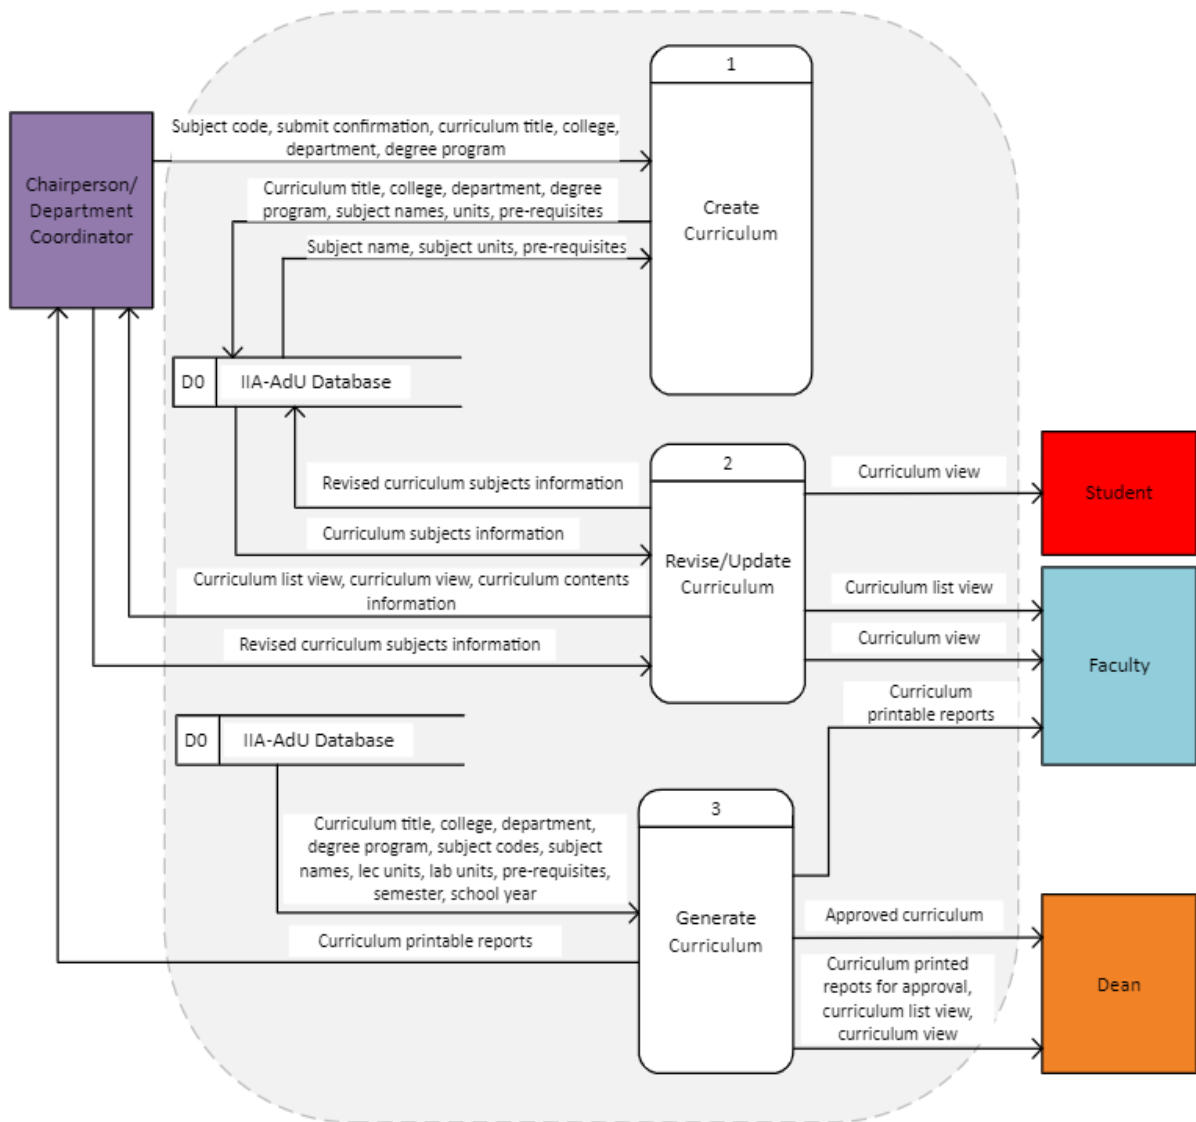 1
Subject code, submit confirmation, curriculum title, college,
department, degree program
Chairperson/
Department
Coordinator
Curriculum title, college, department, degree
program, subject names, units, pre-requisites
Create
Curriculum
Subject name, subject units, pre-requisites
D0
IIA-AdU Database
2
Revised curriculum subjects information
Curriculum view
Student
Curriculum subjects information
Revise/Update
Curriculum
Curriculum list view, curriculum view, curriculum contents
information
Curriculum list view
Revised curriculum subjects information
Curriculum view
Faculty
Curriculum
printable reports
D0
IIA-AdU Database
3
Curriculum title, college, department,
degree program, subject codes, subject
names, lec units, lab units, pre-requisites,
semester, school year
Generate
Curriculum
Approved curriculum
Curriculum printable reports
Curriculum printed
repots for approval,
curriculum list view,
curriculum view
Dean